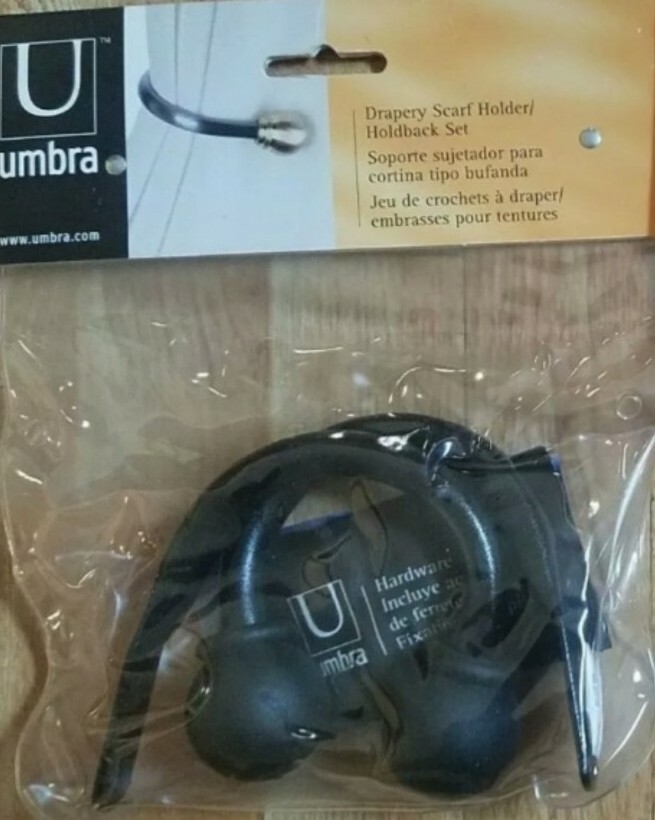 U™
umbra
www.umbra.com
Drapery Scarf Holder/
Holdback Set
Soporte sujetador para
cortina tipo bufanda
Jeu de crochets à draper/
embrasses pour tentures
U
umbra
Hardware
Incluye
de